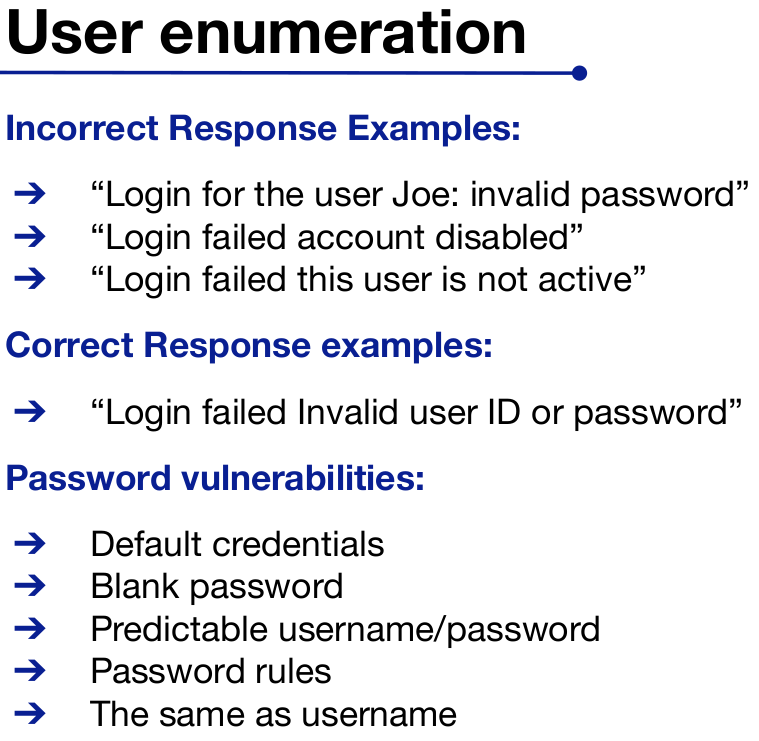 User enumeration
Incorrect Response Examples:
➔ “Login for the user Joe: invalid password”
➔ “Login failed account disabled”
➔ “Login failed this user is not active”
Correct Response examples:
➔ “Login failed Invalid user ID or password”
Password vulnerabilities:
➔ Default credentials
➔ Blank password
➔ Predictable username/password
➔ Password rules
➔ The same as username